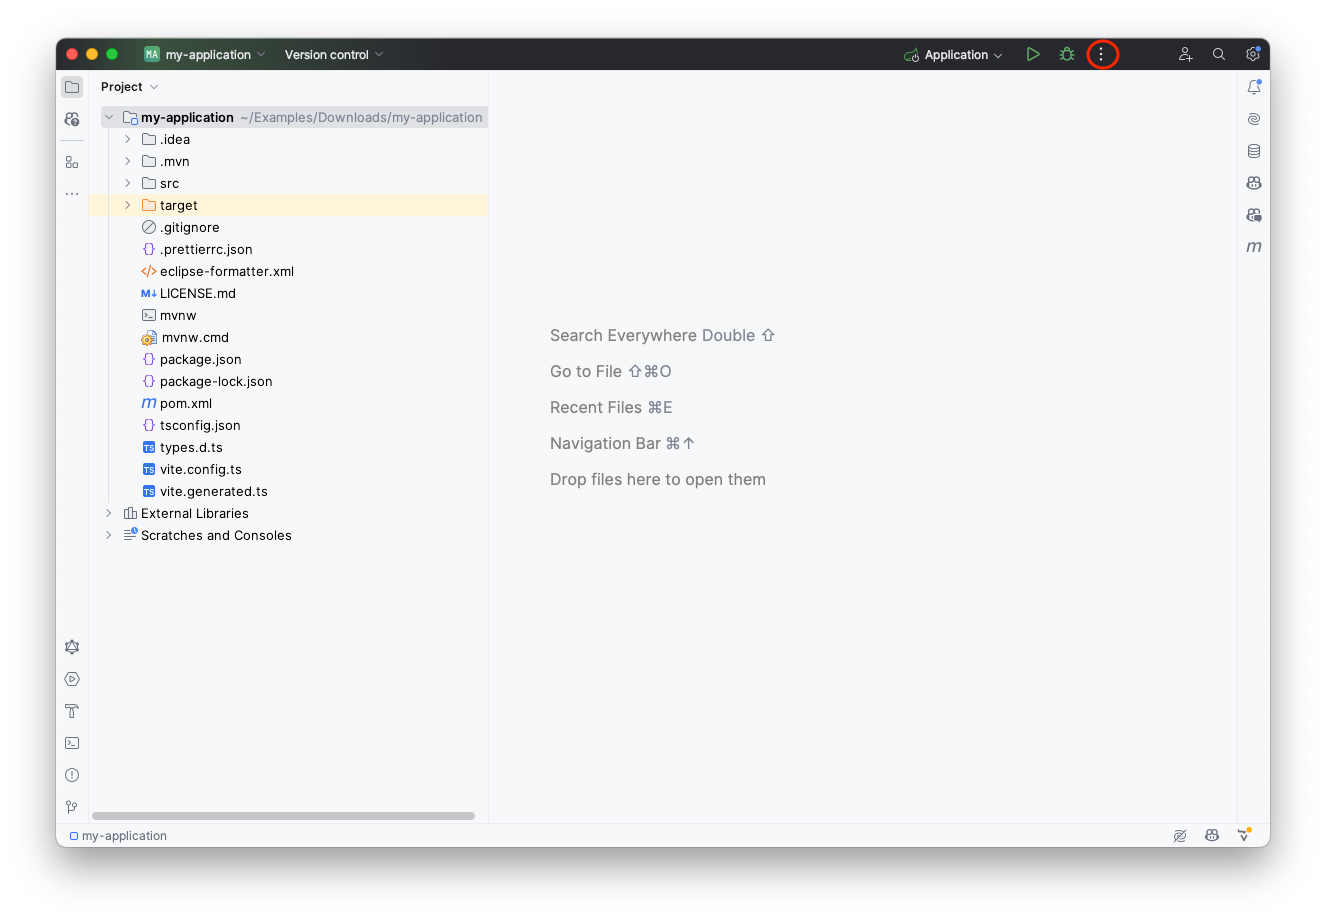 MA my-application Version control Application
Project
my-application ~/Examples/Downloads/my-application
.idea
.mvn
src
target
.gitignore
{} .prettierrc.json
</> eclipse-formatter.xml
M↓ LICENSE.md
mvnw
mvnw.cmd
{} package.json
{} package-lock.json
m pom.xml
{} tsconfig.json
TS types.d.ts
TS vite.config.ts
TS vite.generated.ts
External Libraries
Scratches and Consoles
Search Everywhere Double ⇧
Go to File ⇧⌘O
Recent Files ⌘E
Navigation Bar ⌘↑
Drop files here to open them
m
my-application